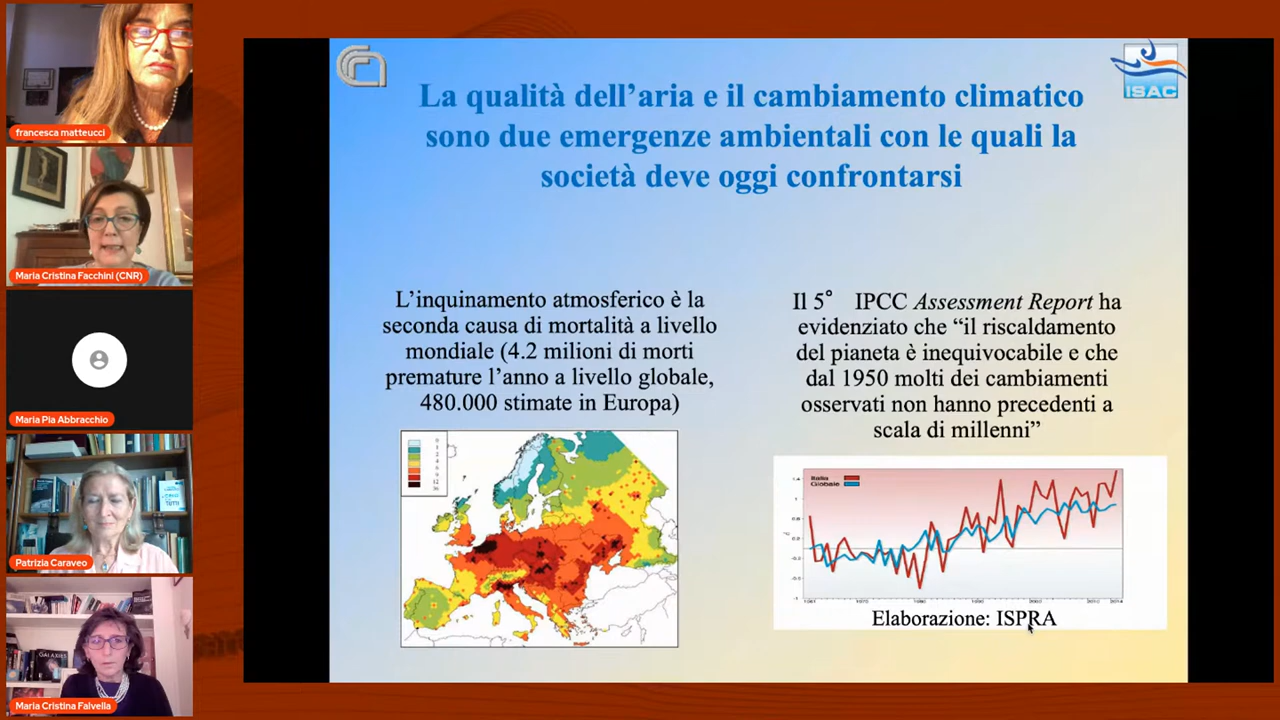 francesca matteucci
Maria Cristina Facchini (CNR)
Maria Pia Abbracchio
Patrizia Caraveo
Maria Cristina Falvella
GALAXIES
ISAC
La qualità dell’aria e il cambiamento climatico
sono due emergenze ambientali con le quali la
società deve oggi confrontarsi
L’inquinamento atmosferico è la
seconda causa di mortalità a livello
mondiale (4.2 milioni di morti
premature l’anno a livello globale,
480.000 stimate in Europa)
Il 5° IPCC Assessment Report ha
evidenziato che “il riscaldamento
del pianeta è inequivocabile e che
dal 1950 molti dei cambiamenti
osservati non hanno precedenti a
scala di millenni”
Italia
Globale
Elaborazione: ISPRA